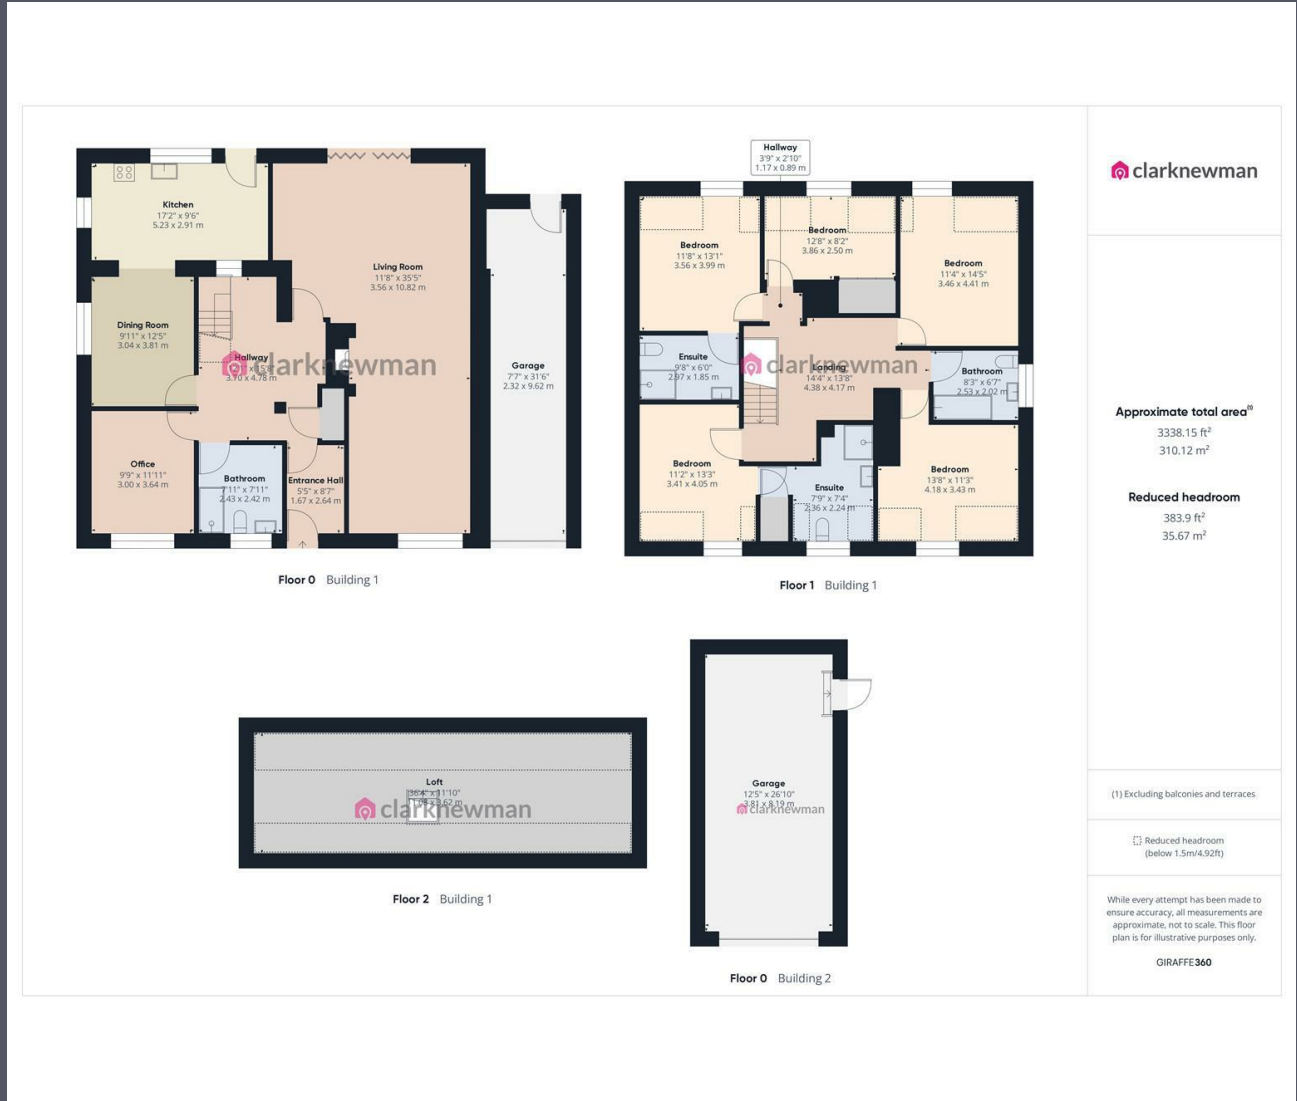 Hallway
3'9" x 2'10"
1.17 x 0.89 m
clarknewman
Kitchen
17'2" x 9'6"
5.23 x 2.91 m
Living Room
11'8" x 35'5"
3.56 x 10.82 m
Dining Room
9'11" x 12'5"
3.04 x 3.81 m
Hallway
3.70 x 4.78 m
clarknewman
Garage
7'7" x 31'6"
2.32 x 9.62 m
Office
9'9" x 11'11"
3.00 x 3.64 m
Bathroom
7'11" x 7'11"
2.43 x 2.42 m
Entrance Hall
5'5" x 8'7"
1.67 x 2.64 m
Floor 0 Building 1
Bedroom
11'8" x 13'1"
3.56 x 3.99 m
Bedroom
12'8" x 8'2"
3.86 x 2.50 m
Bedroom
11'4" x 14'5"
3.46 x 4.41 m
Ensuite
9'8" x 6'0"
2.97 x 1.85 m
clarknewman
Landing
14'4" x 13'8"
4.38 x 4.17 m
Bathroom
8'3" x 6'7"
2.53 x 2.02 m
Bedroom
11'2" x 13'3"
3.41 x 4.05 m
Ensuite
7'9" x 7'4"
2.36 x 2.24 m
Bedroom
13'8" x 11'3"
4.18 x 3.43 m
Floor 1 Building 1
Loft
36'4" x 11'10"
clarknewman
Floor 2 Building 1
Garage
12'5" x 26'10"
3.81 x 8.19 m
clarknewman
Floor 0 Building 2
Approximate total area(1)
3338.15 ft²
310.12 m²
Reduced headroom
383.9 ft²
35.67 m²
(1) Excluding balconies and terraces
Reduced headroom
(below 1.5m/4.92ft)
While every attempt has been made to
ensure accuracy, all measurements are
approximate, not to scale. This floor
plan is for illustrative purposes only.
GIRAFFE360